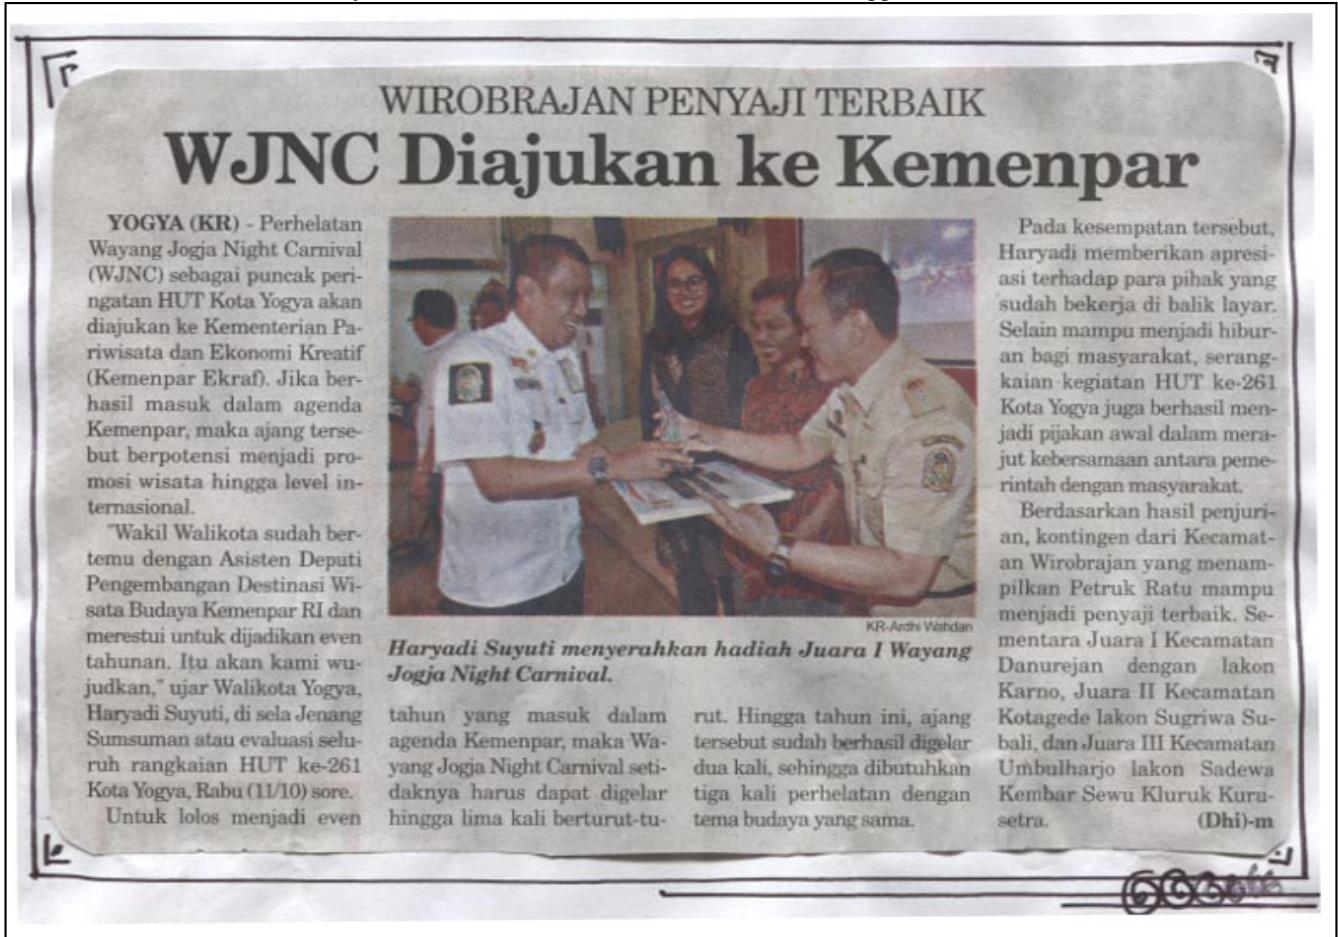 WIROBRAJAN PENYAJI TERBAIK
WJNC Diajukan ke Kemenpar
YOGYA (KR) - Perhelatan
Wayang Jogja Night Carnival
(WJNC) sebagai puncak peri-
ngatan HUT Kota Yogya akan
diajukan ke Kementerian Pa-
riwisata dan Ekonomi Kreatif
(Kemenpar Ekraf). Jika ber-
hasil masuk dalam agenda
Kemenpar, maka ajang terse-
but berpotensi menjadi pro-
mosi wisata hingga level in-
ternasional.
"Wakil Walikota sudah ber-
temu dengan Asisten Deputi
Pengembangan Destinasi Wi-
sata Budaya Kemenpar RI dan
merestui untuk dijadikan even
tahunan. Itu akan kami wu-
judkan," ujar Walikota Yogya,
Haryadi Suyuti, di sela Jenang
Sumsuman atau evaluasi selu-
ruh rangkaian HUT ke-261
Kota Yogya, Rabu (11/10) sore.
Untuk lolos menjadi even
KR-Ardhi Wahdan
Haryadi Suyuti menyerahkan hadiah Juara I Wayang
Jogja Night Carnival.
tahun yang masuk dalam
agenda Kemenpar, maka Wa-
yang Jogja Night Carnival seti-
daknya harus dapat digelar
hingga lima kali berturut-tu-
rut. Hingga tahun ini, ajang
tersebut sudah berhasil digelar
dua kali, sehingga dibutuhkan
tiga kali perhelatan dengan
tema budaya yang sama.
Pada kesempatan tersebut,
Haryadi memberikan apresi-
asi terhadap para pihak yang
sudah bekerja di balik layar.
Selain mampu menjadi hibur-
an bagi masyarakat, serang-
kaian kegiatan HUT ke-261
Kota Yogya juga berhasil men-
jadi pijakan awal dalam mera-
jut kebersamaan antara peme-
rintah dengan masyarakat.
Berdasarkan hasil penjuri-
an, kontingen dari Kecamat-
an Wirobrajan yang menam-
pilkan Petruk Ratu mampu
menjadi penyaji terbaik. Se-
mentara Juara I Kecamatan
Danurejan dengan lakon
Karno, Juara II Kecamatan
Kotagede lakon Sugriwa Su-
bali, dan Juara III Kecamatan
Umbulharjo lakon Sadewa
Kembar Sewu Kluruk Kuru-
setra. (Dhi)-m